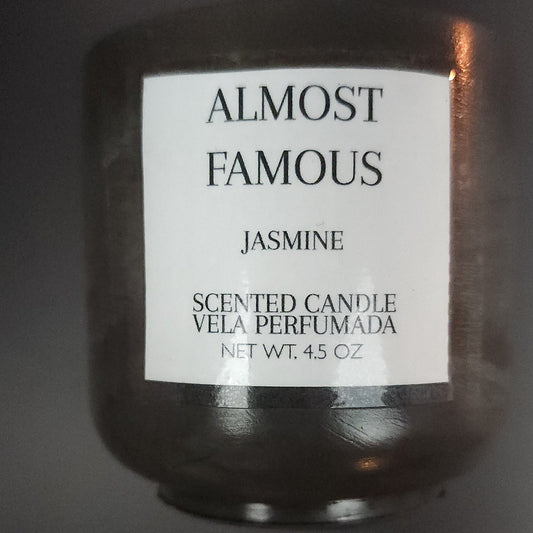 ALMOST
FAMOUS
JASMINE
SCENTED CANDLE
VELA PERFUMADA
NET WT. 4.5 OZ